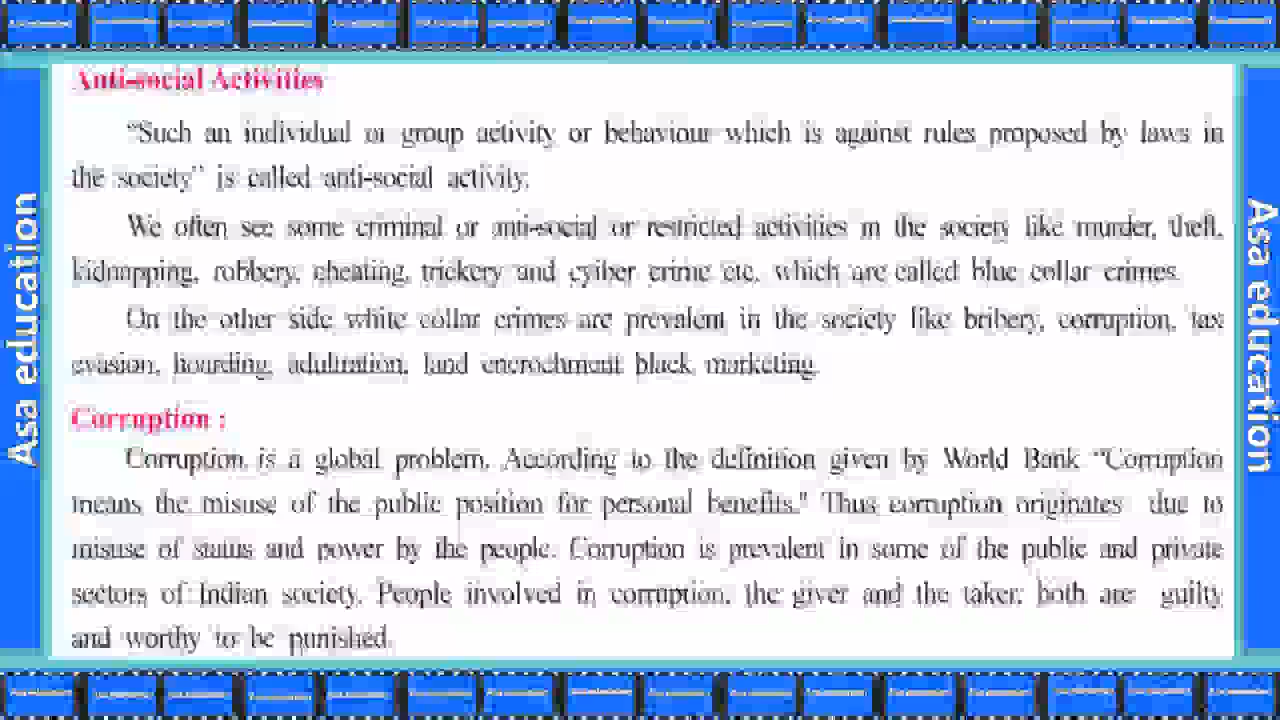 Anti-social Activities
"Such an individual or group activity or behaviour which is against rules proposed by laws in
the society" is called anti-social activity.
We often see some criminal or anti-social or restricted activities in the society like murder, theft,
kidnapping, robbery, cheating, trickery and cyiber crime etc. which are called blue collar crimes.
On the other side white collar crimes are prevalent in the society like bribery, corruption, tax
evasion, hoarding, adultration, land encrochment black marketing.
Corruption :
Corruption is a global problem. According to the definition given by World Bank "Corruption
means the misuse of the public position for personal benefits." Thus corruption originates due to
misuse of status and power by the people. Corruption is prevalent in some of the public and private
sectors of Indian society. People involved in corruption, the giver and the taker; both are guilty
and worthy to be punished.
Asa education
Asa education